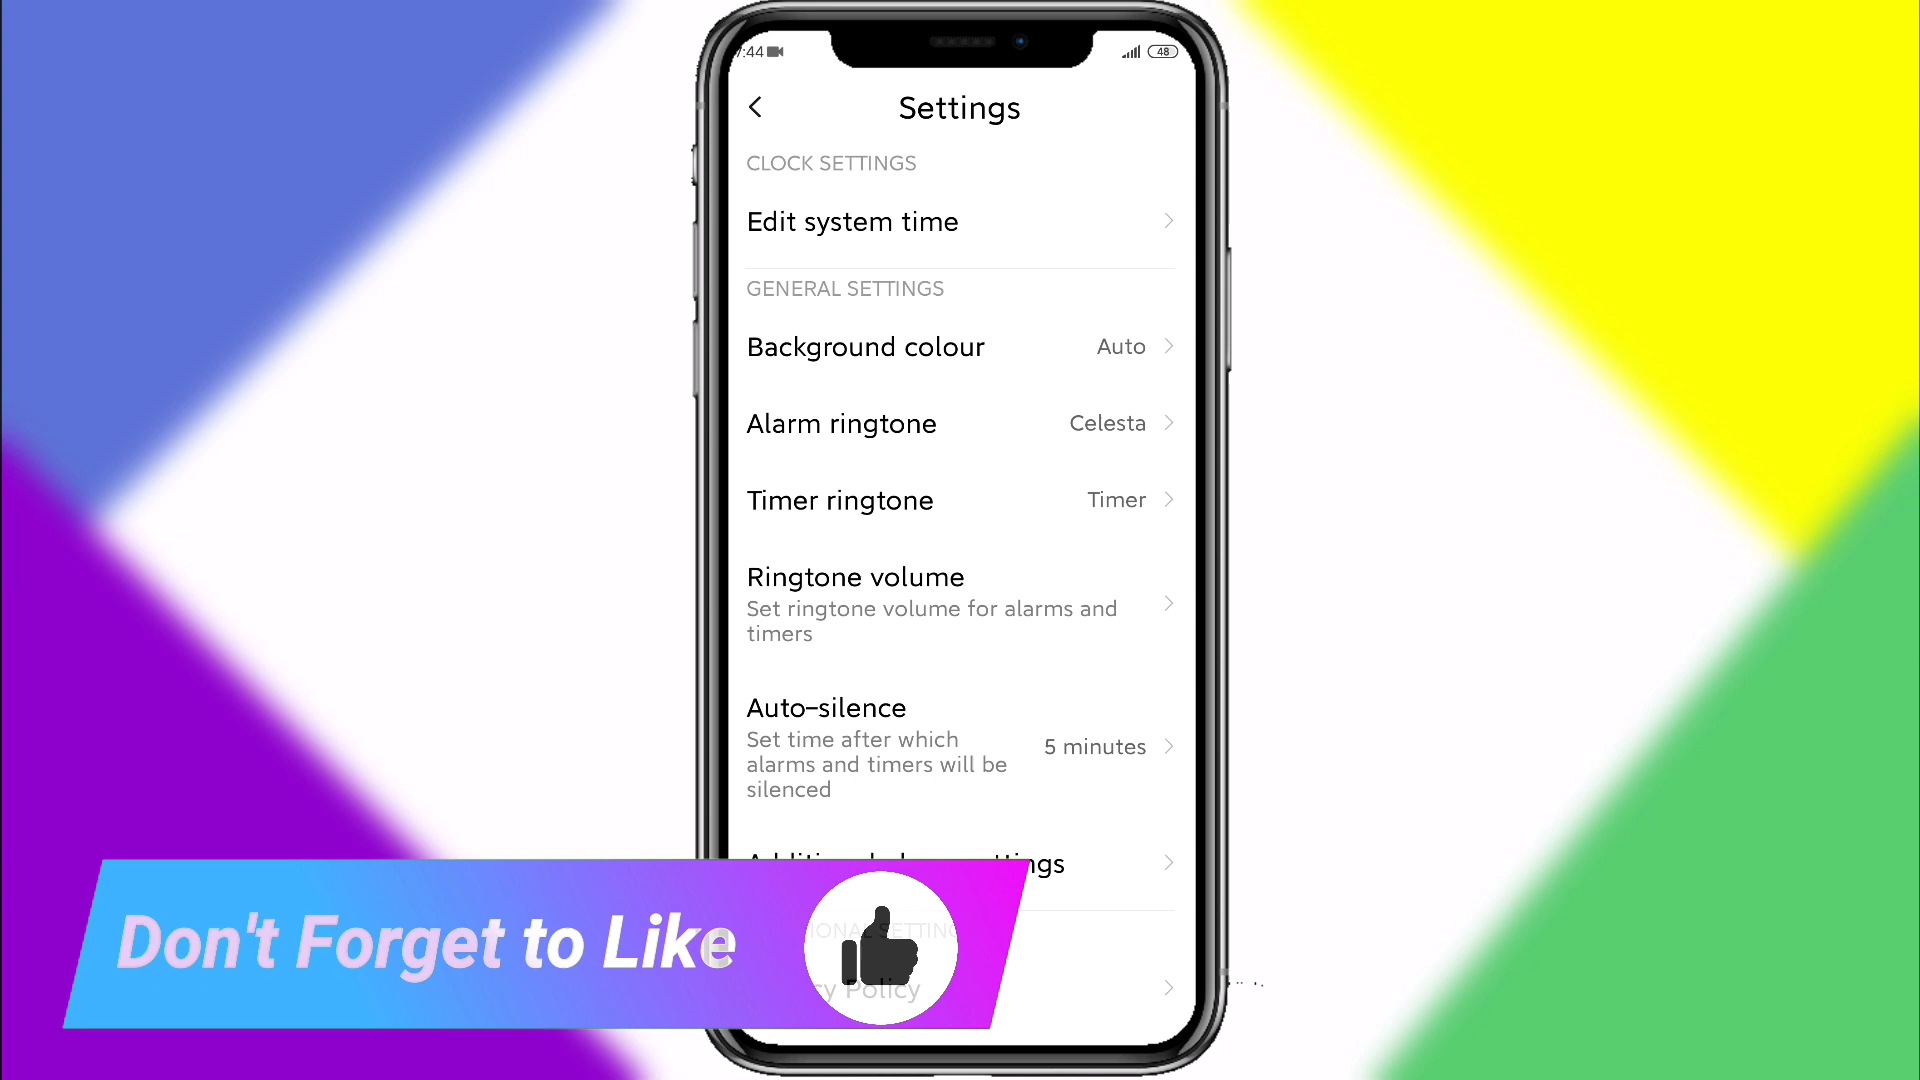 :44
48
Settings
CLOCK SETTINGS
Edit system time
GENERAL SETTINGS
Background colour
Auto
Alarm ringtone
Celesta
Timer ringtone
Timer
Ringtone volume
Set ringtone volume for alarms and
timers
Auto-silence
Set time after which
alarms and timers will be
silenced
5 minutes
Don't Forget to Like
Policy